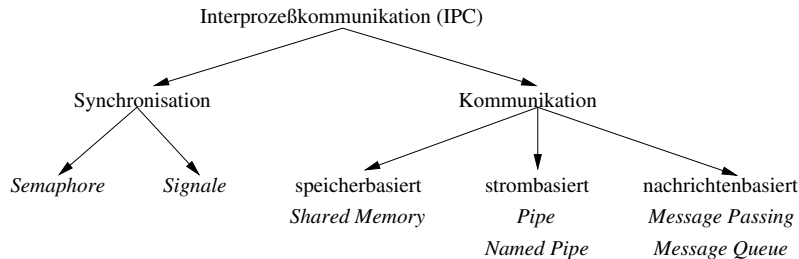 Interprozeßkommunikation (IPC)
Synchronisation
Kommunikation
Semaphore
Signale
speicherbasiert
strombasiert
nachrichtenbasiert
Shared Memory
Pipe
Message Passing
Named Pipe
Message Queue